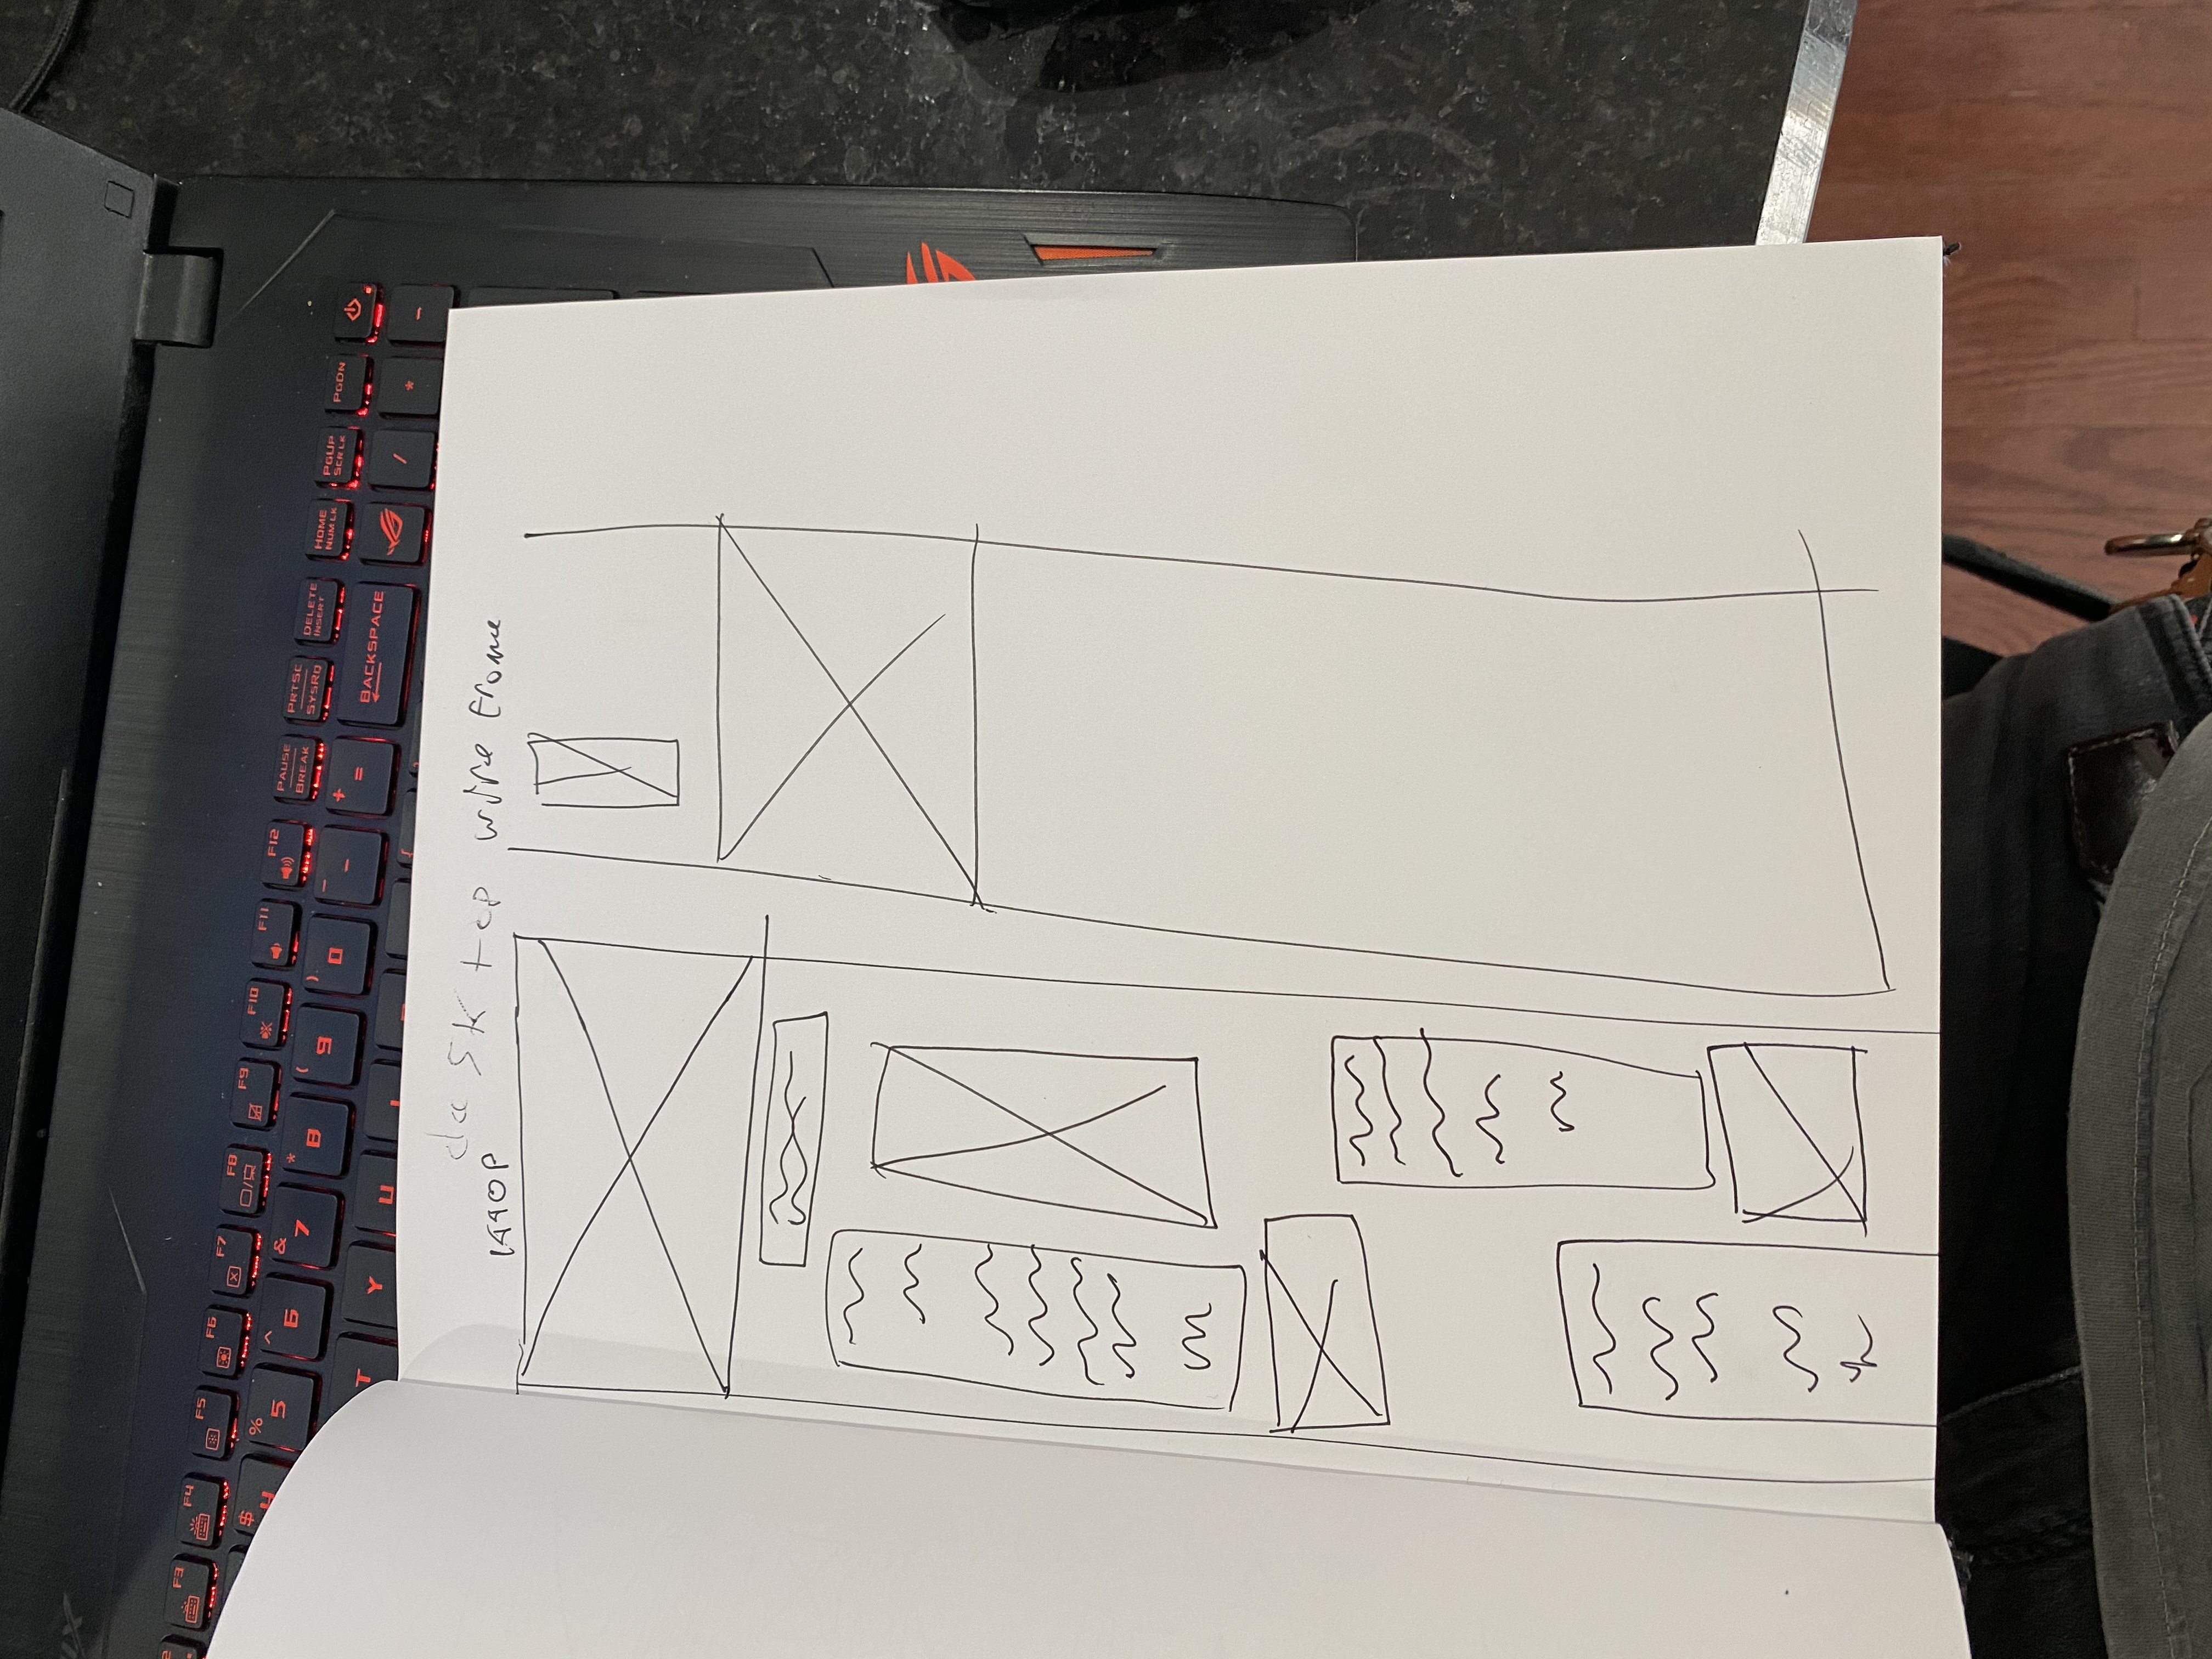 F3 F4 F5 F6 F7 F8 F9 F10 F11 F12 PAUSE BREAK PRTSC SYSRQ DELETE INSERT HOME NUM LK PGUP SCR LK PGDN
$ 4 % 5 ^ 6 & 7 * 8 ( 9 ) 0 - + = BACKSPACE / * -
T Y U
desktop wire frame
1440P